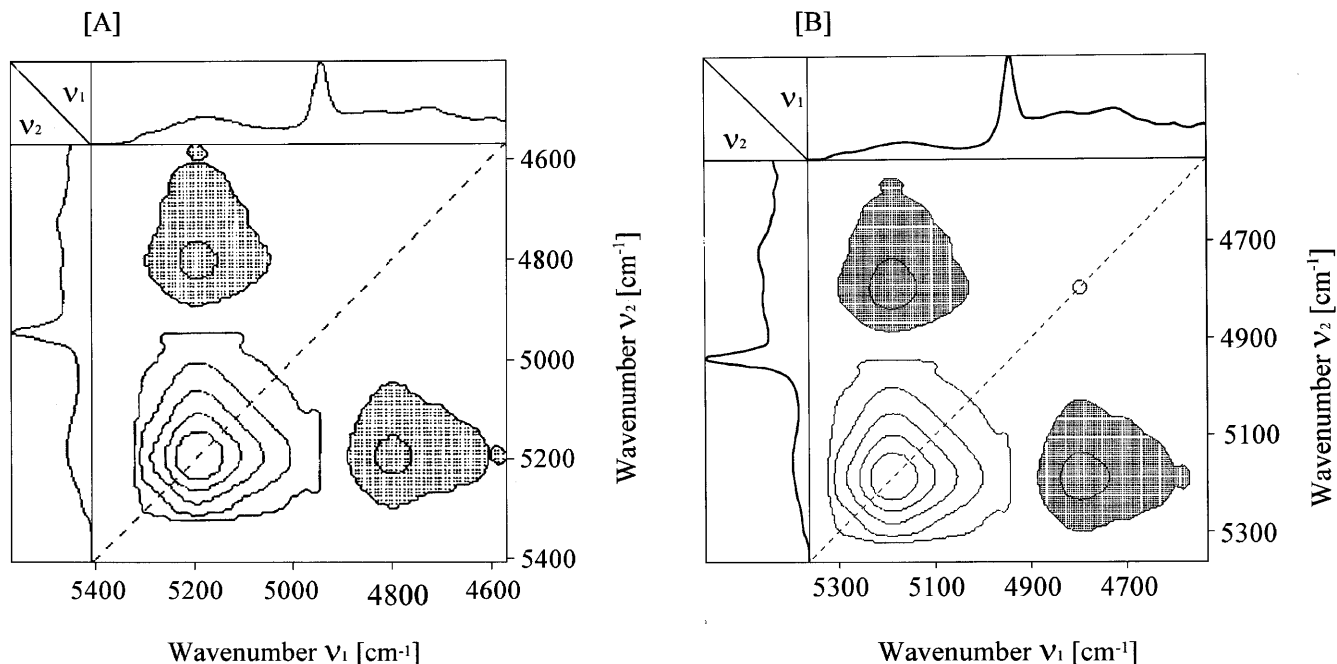 [A]
ν₁
ν₂
4600
4800
5000
5200
5400
Wavenumber ν₂ [cm⁻¹]
5400 5200 5000 4800 4600
Wavenumber ν₁ [cm⁻¹]
[B]
ν₁
ν₂
4700
4900
5100
5300
Wavenumber ν₂ [cm⁻¹]
5300 5100 4900 4700
Wavenumber ν₁ [cm⁻¹]